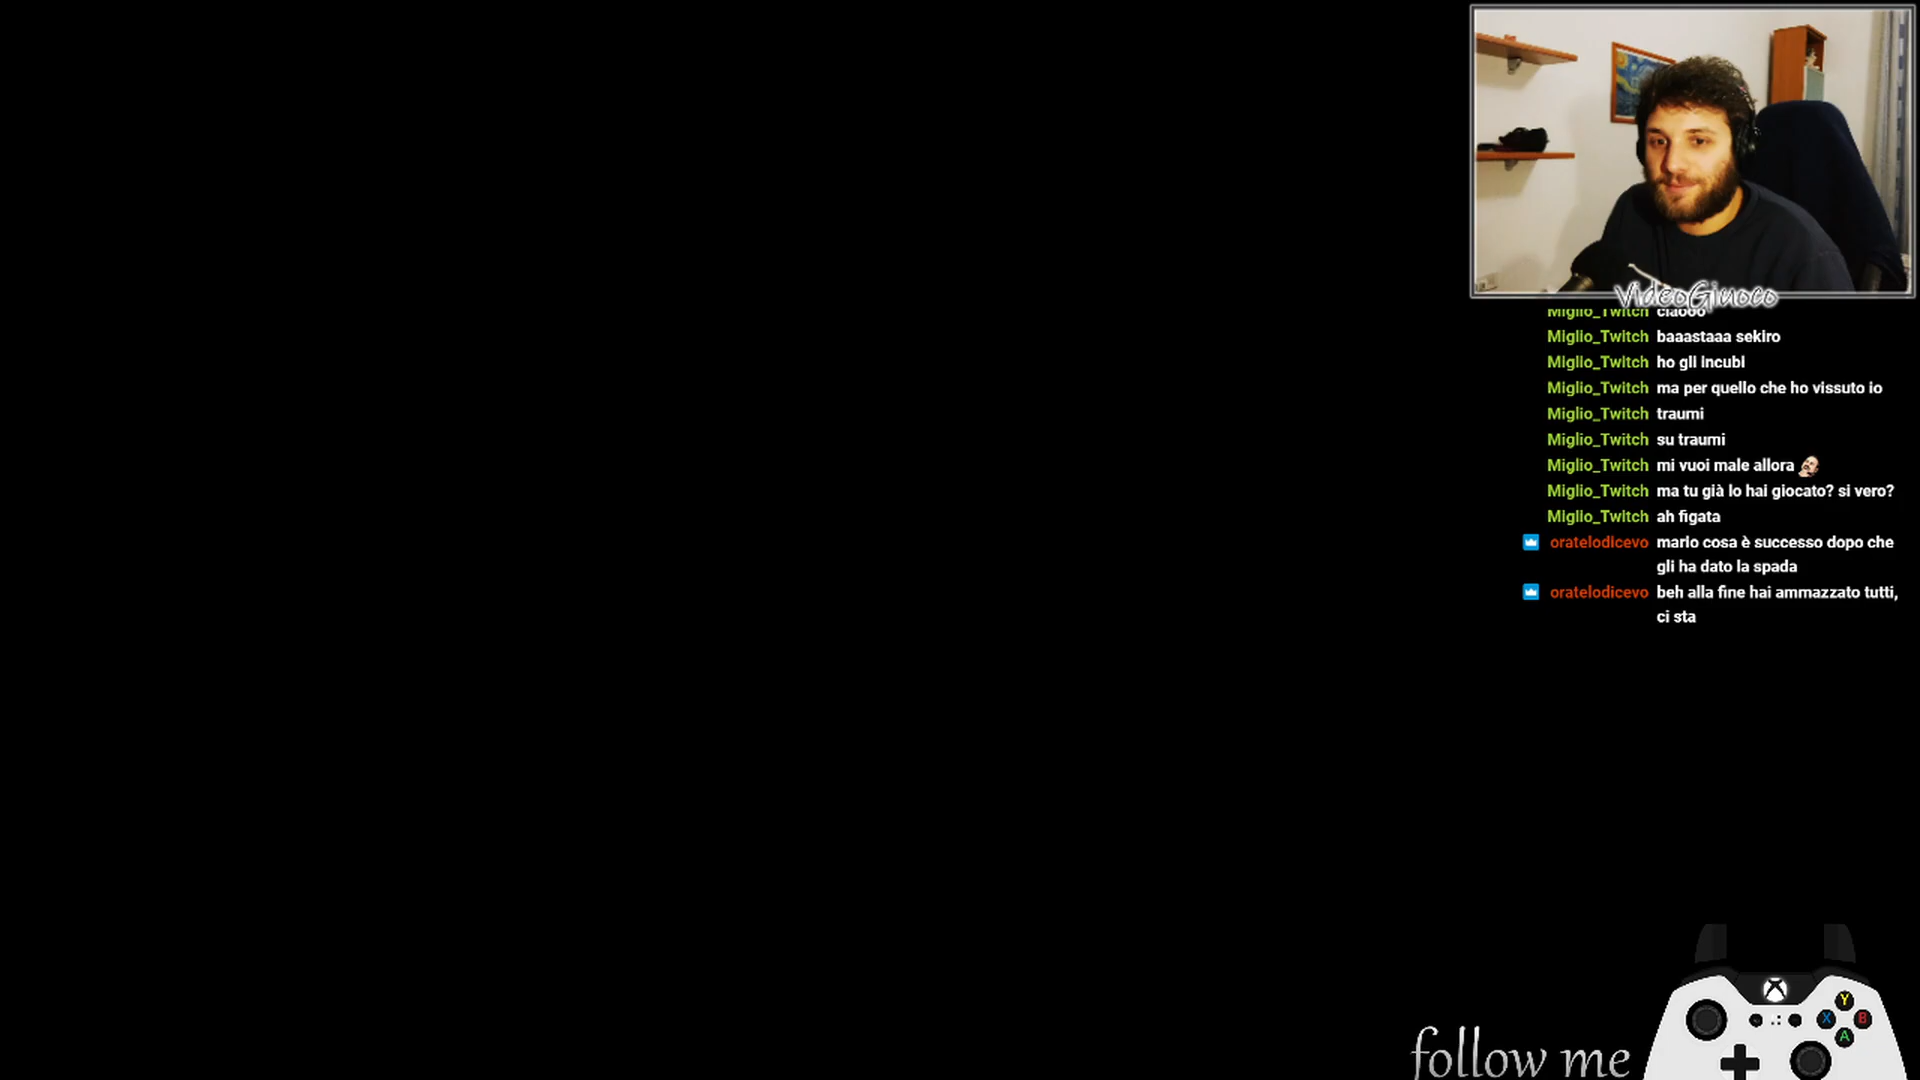 VideoGiuoco
Miglio_Twitch ciaooo
Miglio_Twitch baaastaaa sekiro
Miglio_Twitch ho gli incubi
Miglio_Twitch ma per quello che ho vissuto io
Miglio_Twitch traumi
Miglio_Twitch su traumi
Miglio_Twitch mi vuoi male allora
Miglio_Twitch ma tu già lo hai giocato? si vero?
Miglio_Twitch ah figata
oratelodicevo mario cosa è successo dopo che
gli ha dato la spada
oratelodicevo beh alla fine hai ammazzato tutti,
ci sta
Y
X B
A
follow me